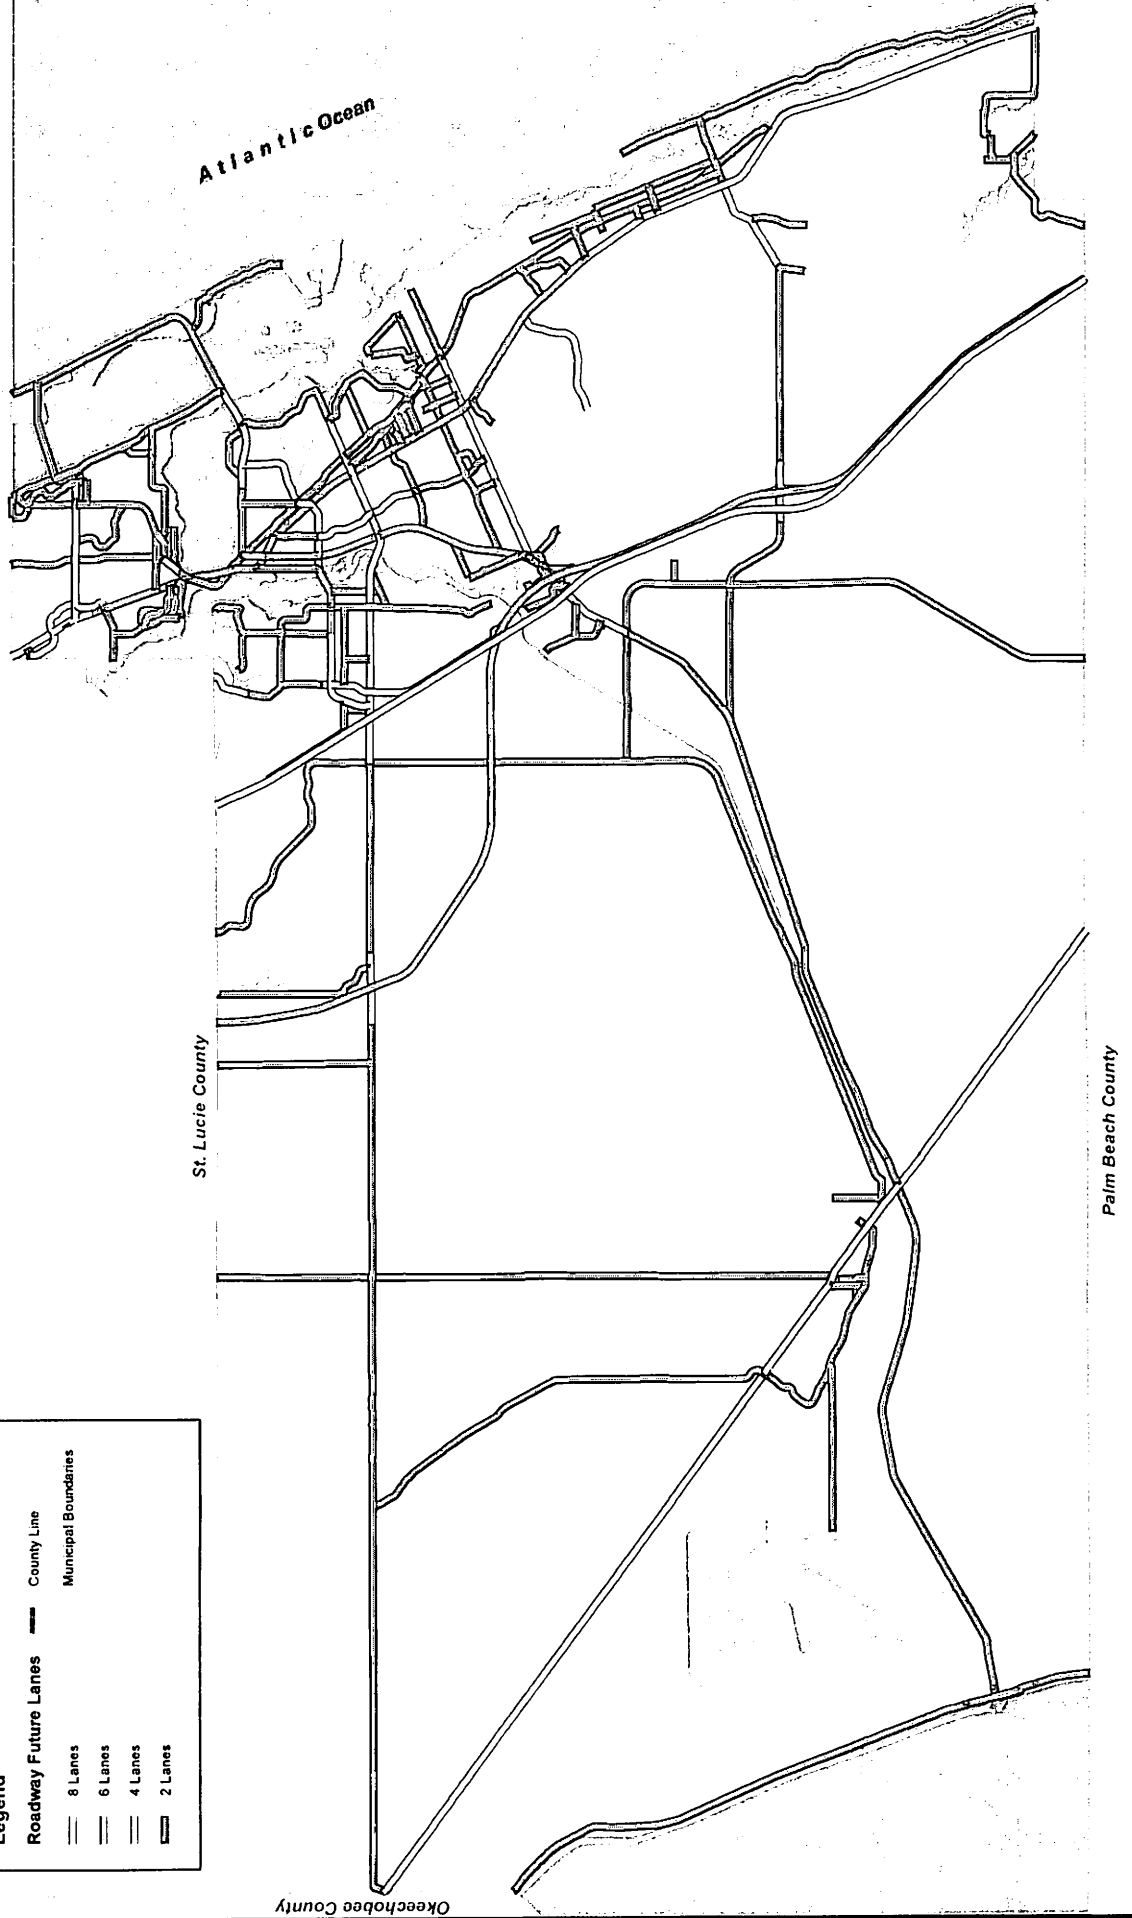 Atlantic Ocean
St. Lucie County
Palm Beach County
Okeechobee County
Legend
Roadway Future Lanes
8 Lanes
6 Lanes
4 Lanes
2 Lanes
County Line
Municipal Boundaries